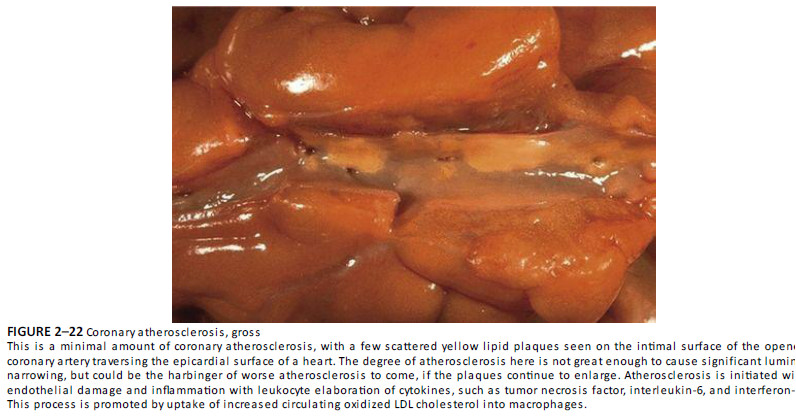 FIGURE 2–22 Coronary atherosclerosis, gross
This is a minimal amount of coronary atherosclerosis, with a few scattered yellow lipid plaques seen on the intimal surface of the opene
coronary artery traversing the epicardial surface of a heart. The degree of atherosclerosis here is not great enough to cause significant lumin
narrowing, but could be the harbinger of worse atherosclerosis to come, if the plaques continue to enlarge. Atherosclerosis is initiated wi
endothelial damage and inflammation with leukocyte elaboration of cytokines, such as tumor necrosis factor, interleukin-6, and interferon-
This process is promoted by uptake of increased circulating oxidized LDL cholesterol into macrophages.